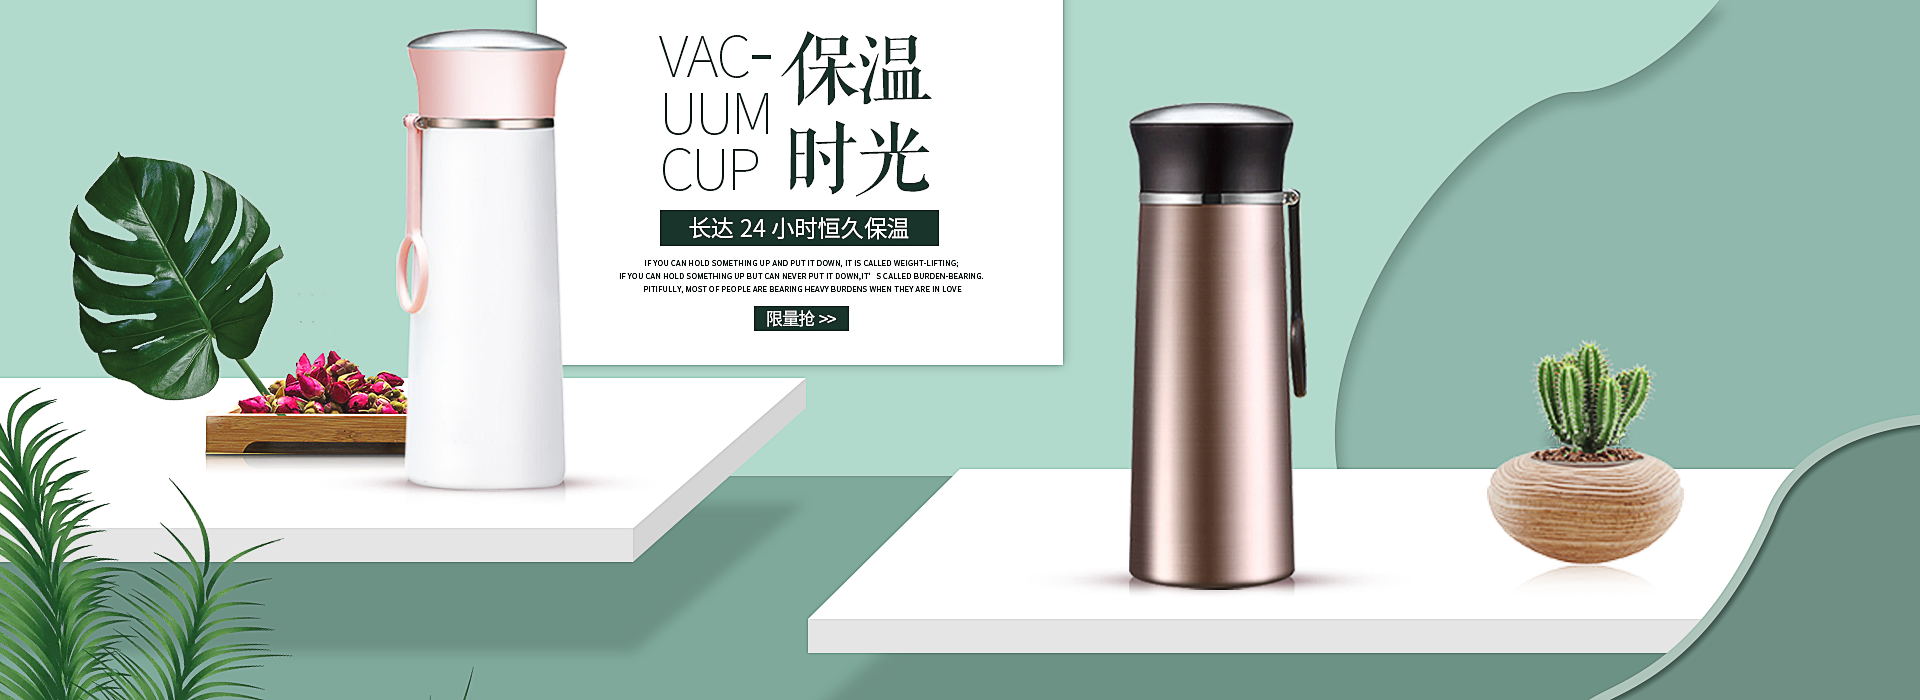 VAC-
UUM
CUP
保温
时光
长达 24 小时恒久保温
IF YOU CAN HOLD SOMETHING UP AND PUT IT DOWN, IT IS CALLED WEIGHT-LIFTING;
IF YOU CAN HOLD SOMETHING UP BUT CAN NEVER PUT IT DOWN,IT' S CALLED BURDEN-BEARING.
PITIFULLY, MOST OF PEOPLE ARE BEARING HEAVY BURDENS WHEN THEY ARE IN LOVE
限量抢 >>